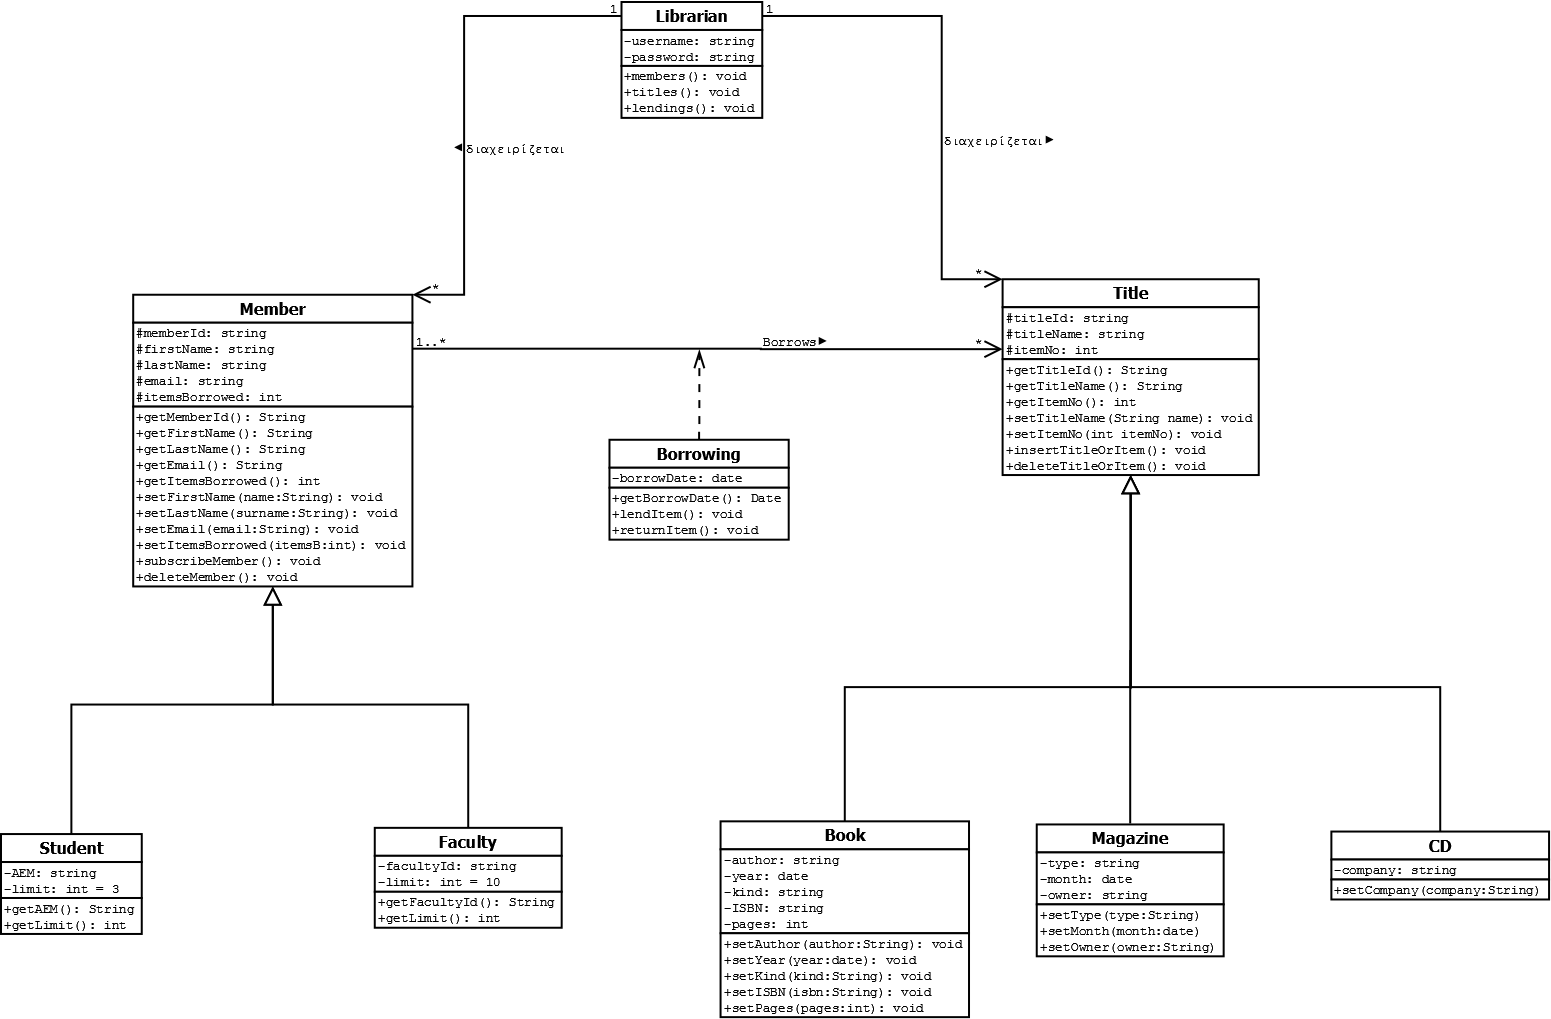 1
Librarian
1
-username: string
-password: string
+members(): void
+titles(): void
+lendings(): void
διαχειρίζεται
διαχειρίζεται
*
*
Member
#memberId: string
#firstName: string
#lastName: string
#email: string
#itemsBorrowed: int
+getMemberId(): String
+getFirstName(): String
+getLastName(): String
+getEmail(): String
+getItemsBorrowed(): int
+setFirstName(name:String): void
+setLastName(surname:String): void
+setEmail(email:String): void
+setItemsBorrowed(itemsB:int): void
+subscribeMember(): void
+deleteMember(): void
1..*
Borrows
*
Title
#titleId: string
#titleName: string
#itemNo: int
+getTitleId(): String
+getTitleName(): String
+getItemNo(): int
+setTitleName(String name): void
+setItemNo(int itemNo): void
+insertTitleOrItem(): void
+deleteTitleOrItem(): void
Borrowing
-borrowDate: date
+getBorrowDate(): Date
+lendItem(): void
+returnItem(): void
Student
-AEM: string
-limit: int = 3
+getAEM(): String
+getLimit(): int
Faculty
-facultyId: string
-limit: int = 10
+getFacultyId(): String
+getLimit(): int
Book
-author: string
-year: date
-kind: string
-ISBN: string
-pages: int
+setAuthor(author:String): void
+setYear(year:date): void
+setKind(kind:String): void
+setISBN(isbn:String): void
+setPages(pages:int): void
Magazine
-type: string
-month: date
-owner: string
+setType(type:String)
+setMonth(month:date)
+setOwner(owner:String)
CD
-company: string
+setCompany(company:String)